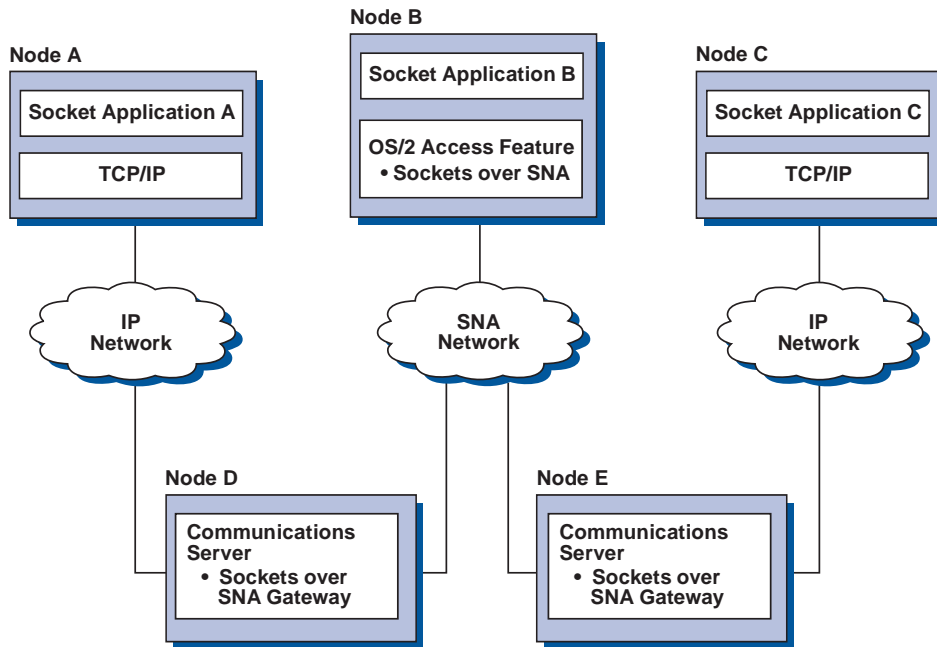 Node A
Socket Application A
TCP/IP
Node B
Socket Application B
OS/2 Access Feature
• Sockets over SNA
Node C
Socket Application C
TCP/IP
IP
Network
SNA
Network
IP
Network
Node D
Communications
Server
• Sockets over
SNA Gateway
Node E
Communications
Server
• Sockets over
SNA Gateway